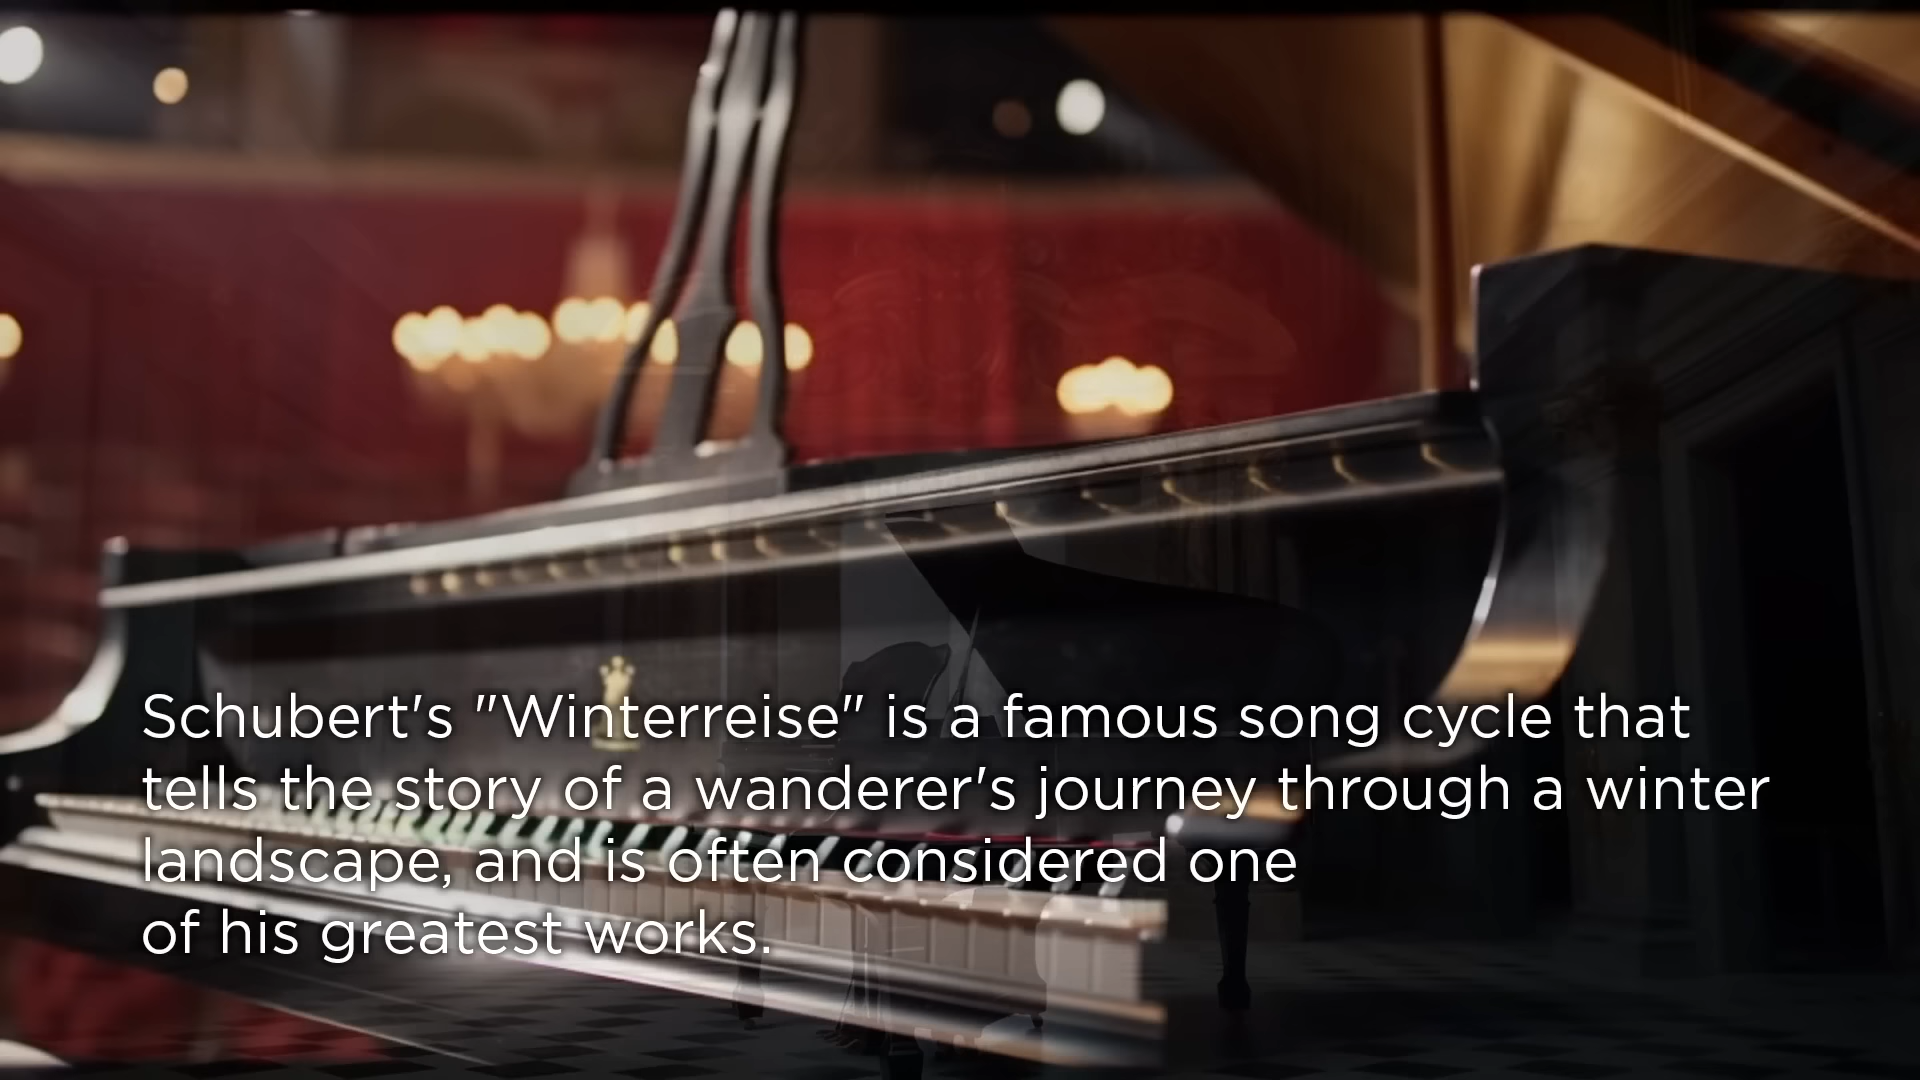 Schubert's "Winterreise" is a famous song cycle that
tells the story of a wanderer's journey through a winter
landscape, and is often considered one
of his greatest works.